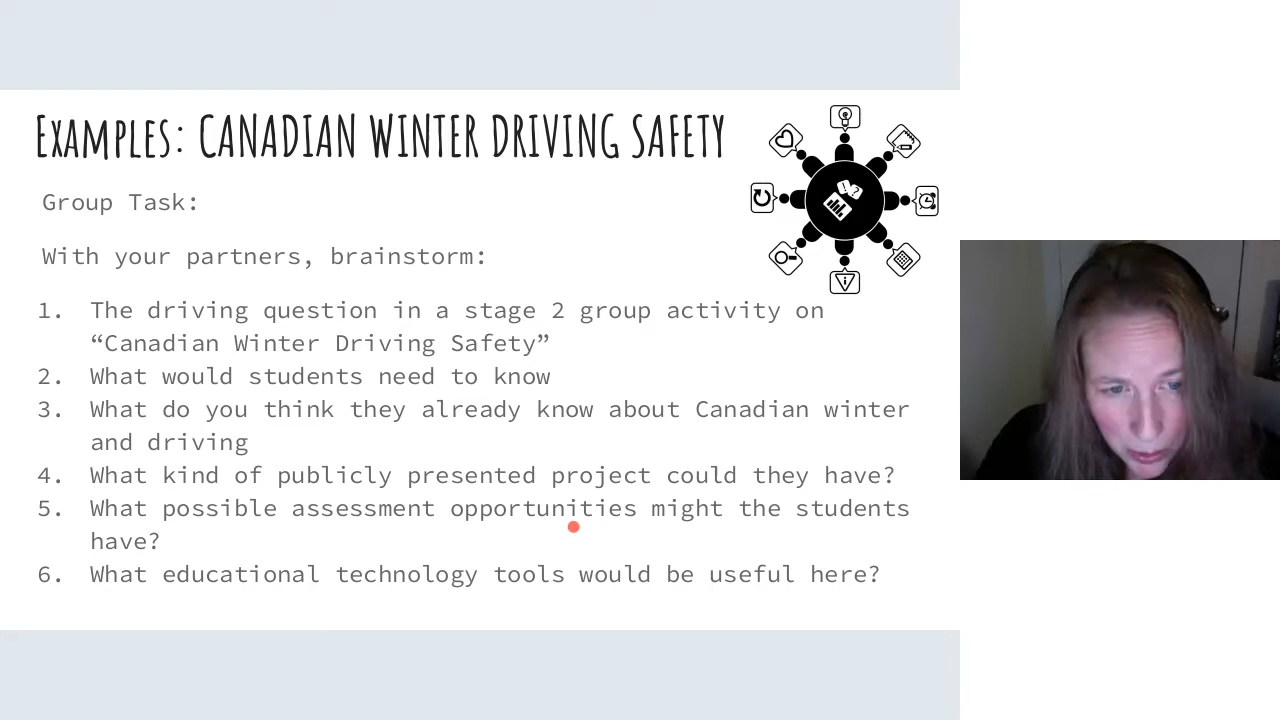 Examples: CANADIAN WINTER DRIVING SAFETY
Group Task:
With your partners, brainstorm:
1. The driving question in a stage 2 group activity on
“Canadian Winter Driving Safety”
2. What would students need to know
3. What do you think they already know about Canadian winter
and driving
4. What kind of publicly presented project could they have?
5. What possible assessment opportunities might the students
have?
6. What educational technology tools would be useful here?